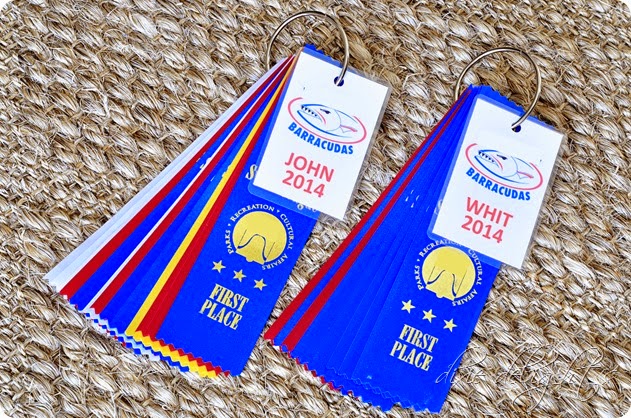 BARRACUDAS
JOHN
2014
PARKS • RECREATION • CULTURAL AFFAIRS
FIRST
PLACE
BARRACUDAS
WHIT
2014
PARKS • RECREATION • CULTURAL AFFAIRS
FIRST
PLACE